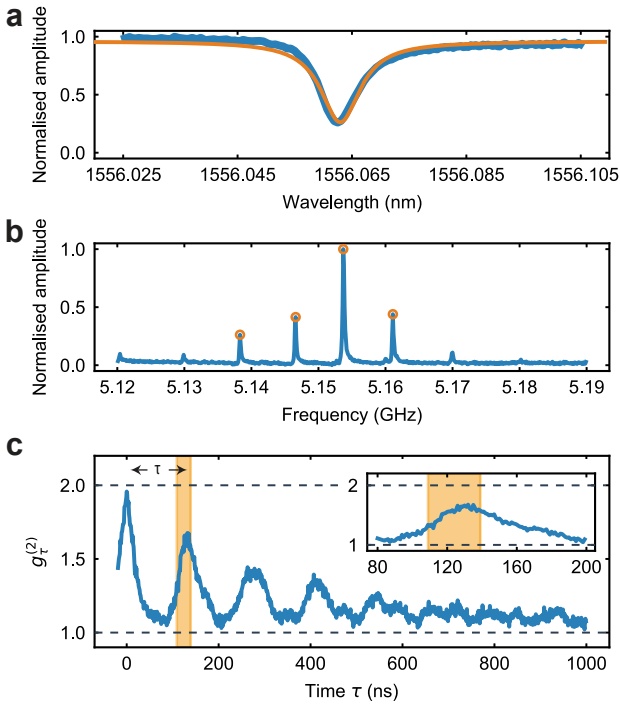 a
Normalised amplitude
1.0
0.5
0.0
1556.025 1556.045 1556.065 1556.085 1556.105
Wavelength (nm)
b
Normalised amplitude
1.0
0.5
0.0
5.12 5.13 5.14 5.15 5.16 5.17 5.18 5.19
Frequency (GHz)
c
g_τ^(2)
2.0
1.5
1.0
← τ →
2
1
80 120 160 200
0 200 400 600 800 1000
Time τ (ns)